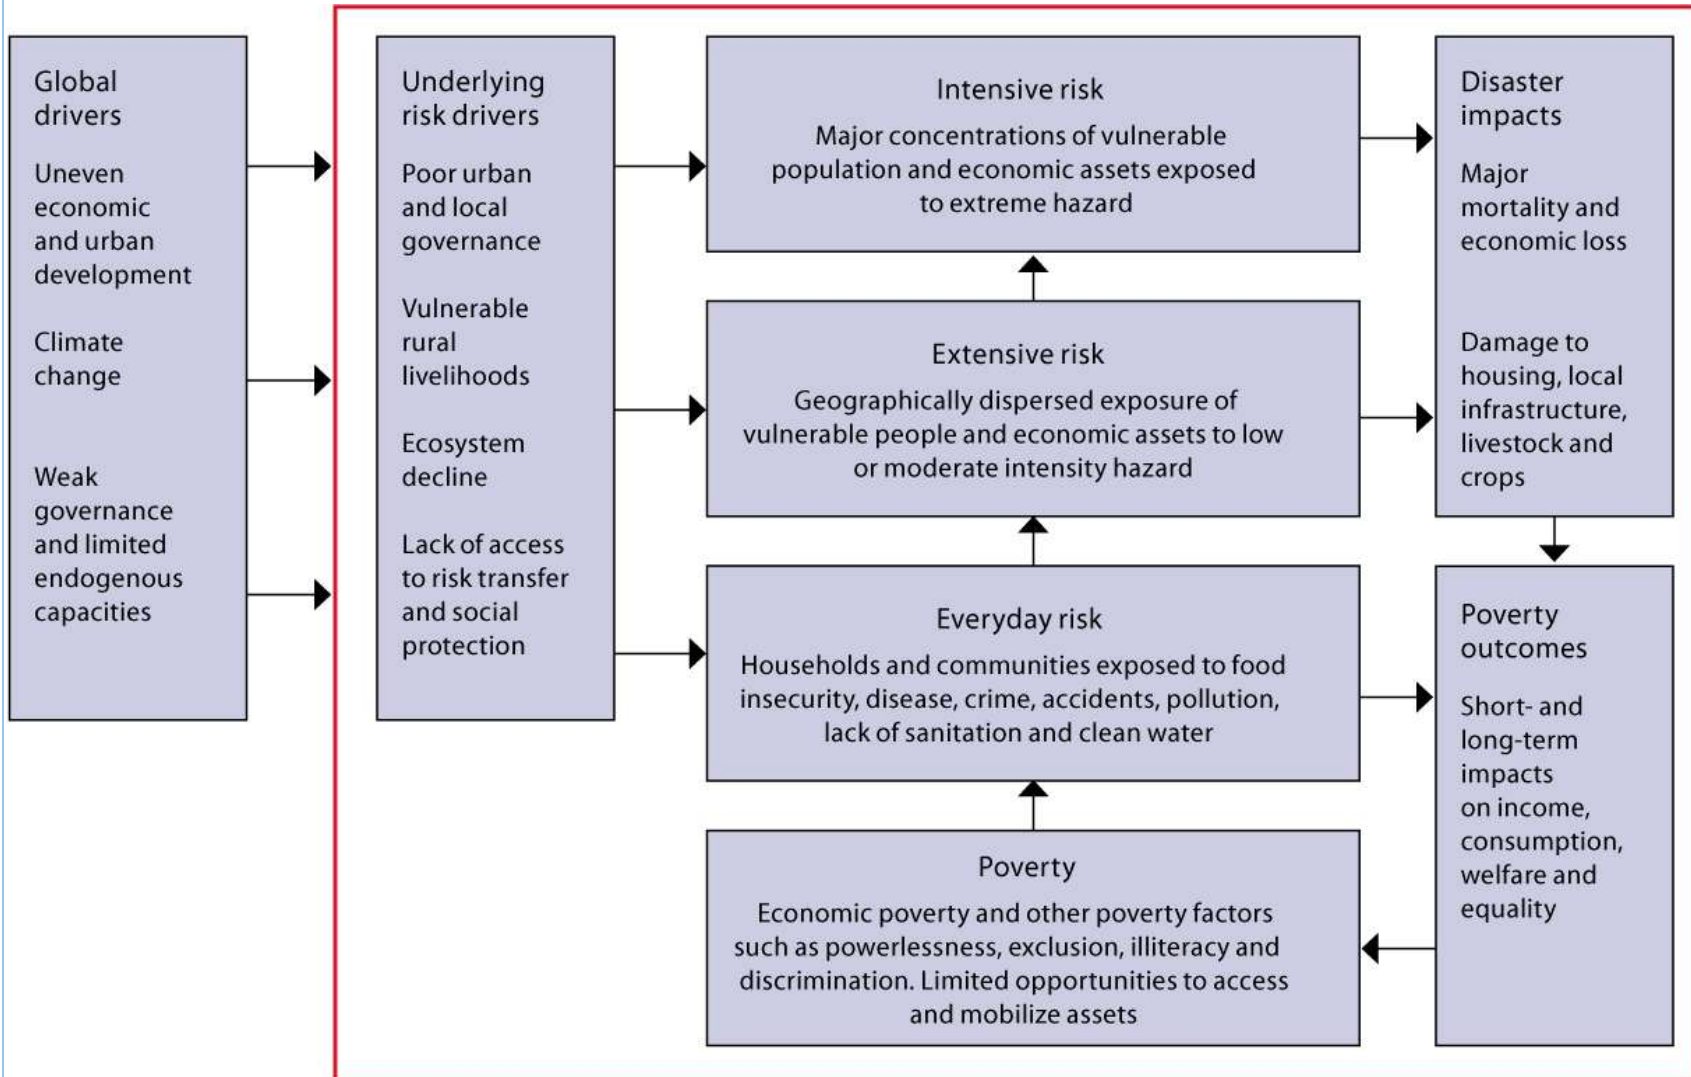 Global
drivers
Uneven
economic
and urban
development
Climate
change
Weak
governance
and limited
endogenous
capacities
Underlying
risk drivers
Poor urban
and local
governance
Vulnerable
rural
livelihoods
Ecosystem
decline
Lack of access
to risk transfer
and social
protection
Intensive risk
Major concentrations of vulnerable
population and economic assets exposed
to extreme hazard
Extensive risk
Geographically dispersed exposure of
vulnerable people and economic assets to low
or moderate intensity hazard
Everyday risk
Households and communities exposed to food
insecurity, disease, crime, accidents, pollution,
lack of sanitation and clean water
Poverty
Economic poverty and other poverty factors
such as powerlessness, exclusion, illiteracy and
discrimination. Limited opportunities to access
and mobilize assets
Disaster
impacts
Major
mortality and
economic loss
Damage to
housing, local
infrastructure,
livestock and
crops
Poverty
outcomes
Short- and
long-term
impacts
on income,
consumption,
welfare and
equality